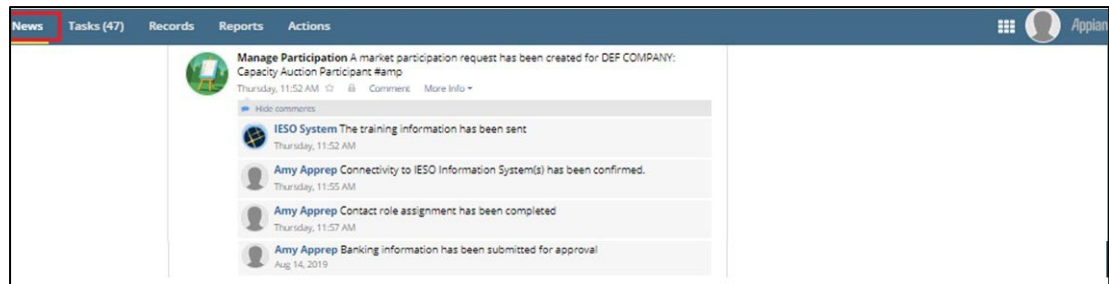 News Tasks (47) Records Reports Actions Appian
Manage Participation A market participation request has been created for DEF COMPANY:
Capacity Auction Participant #amp
Thursday, 11:52 AM Comment More Info
Hide comments
IESO System The training information has been sent
Thursday, 11:52 AM
Amy Apprep Connectivity to IESO Information System(s) has been confirmed.
Thursday, 11:55 AM
Amy Apprep Contact role assignment has been completed
Thursday, 11:57 AM
Amy Apprep Banking information has been submitted for approval
Aug 14, 2019